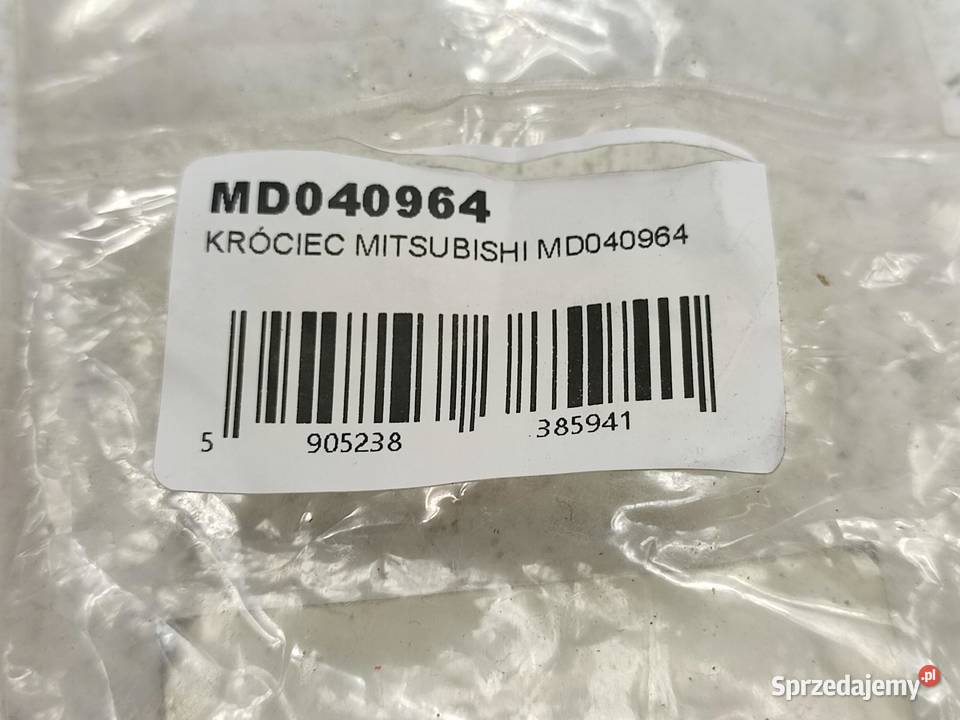 MD040964
KRÓCIEC MITSUBISHI MD040964
5 905238 385941
Sprzedajemy.pl